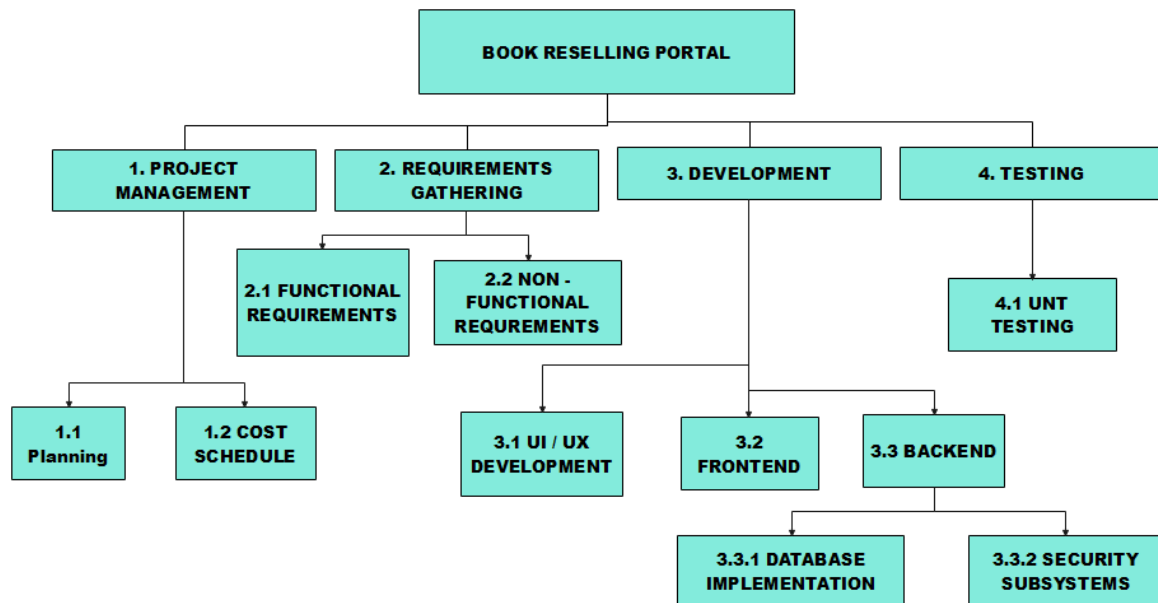 BOOK RESELLING PORTAL
1. PROJECT
MANAGEMENT
2. REQUIREMENTS
GATHERING
3. DEVELOPMENT
4. TESTING
2.1 FUNCTIONAL
REQUIREMENTS
2.2 NON -
FUNCTIONAL
REQUREMENTS
4.1 UNT
TESTING
1.1
Planning
1.2 COST
SCHEDULE
3.1 UI / UX
DEVELOPMENT
3.2
FRONTEND
3.3 BACKEND
3.3.1 DATABASE
IMPLEMENTATION
3.3.2 SECURITY
SUBSYSTEMS